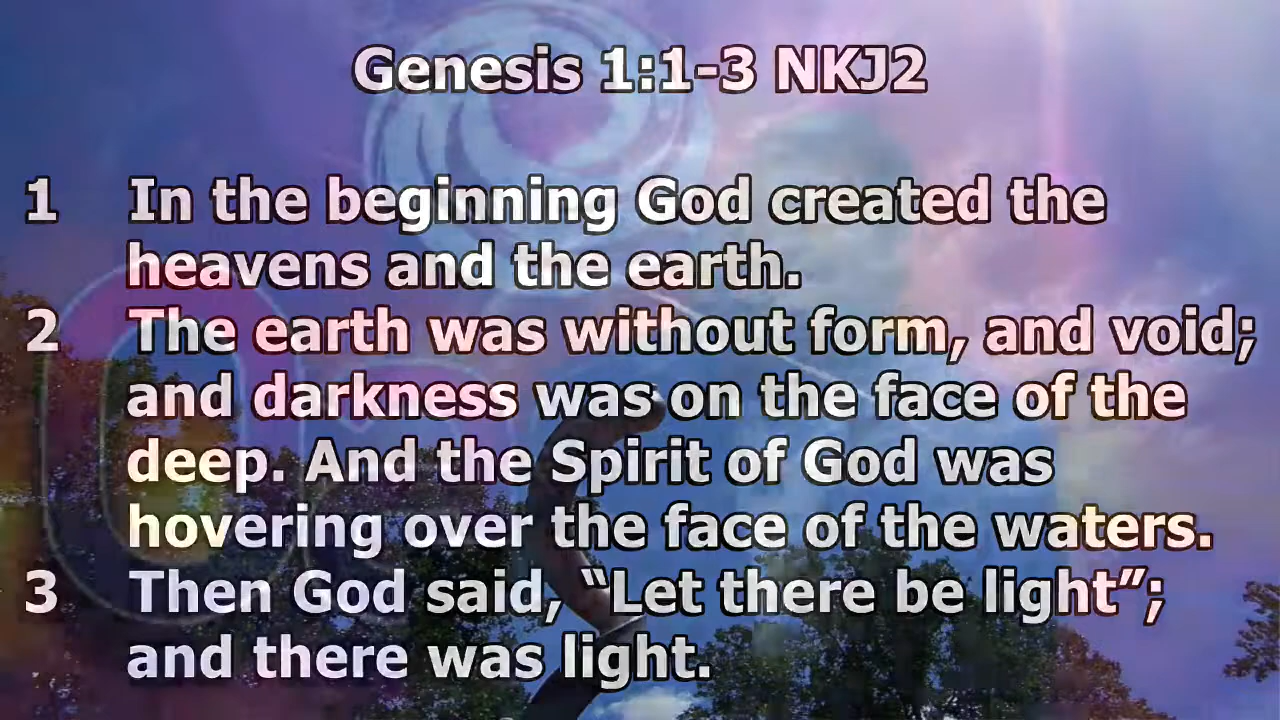 Genesis 1:1-3 NKJ2
1 In the beginning God created the
heavens and the earth.
2 The earth was without form, and void;
and darkness was on the face of the
deep. And the Spirit of God was
hovering over the face of the waters.
3 Then God said, “Let there be light”;
and there was light.